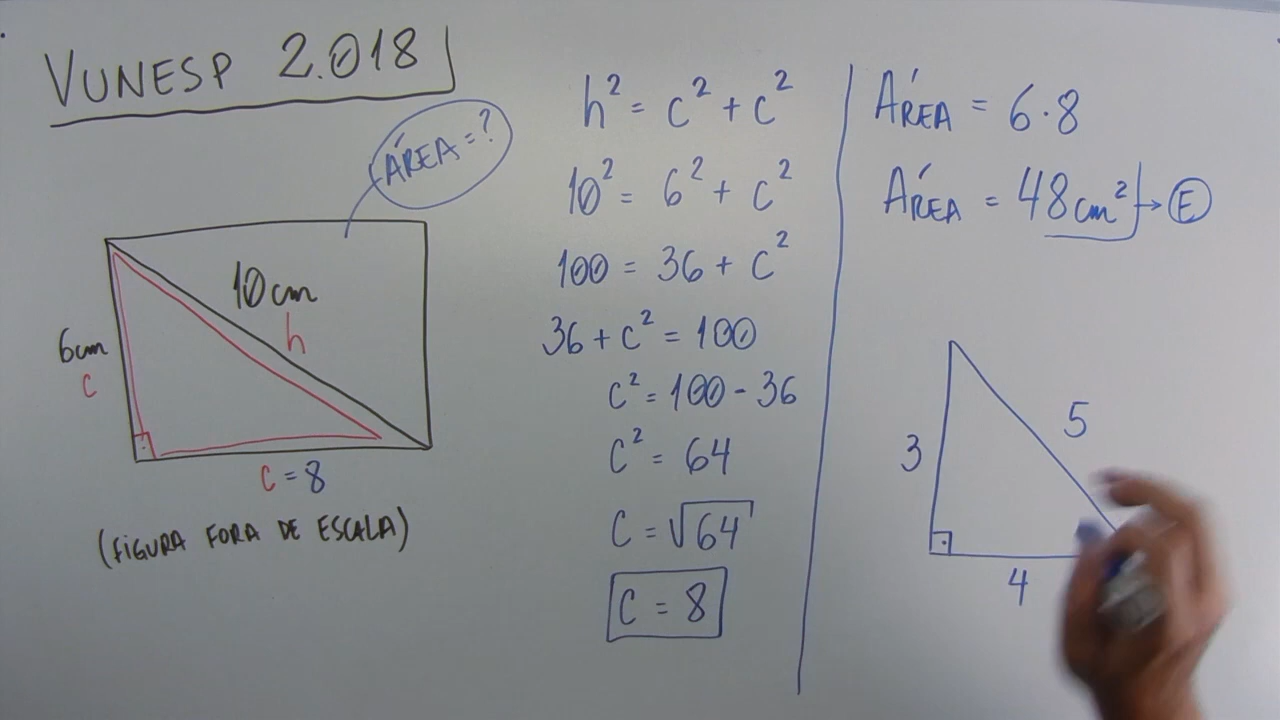 VUNESP 2.018
ÁREA = ?
10cm
h
6cm
c
c = 8
(FIGURA FORA DE ESCALA)
h² = c² + c²
10² = 6² + c²
100 = 36 + c²
36 + c² = 100
c² = 100 - 36
c² = 64
c = √64
c = 8
ÁREA = 6·8
ÁREA = 48cm² → E
3
5
4